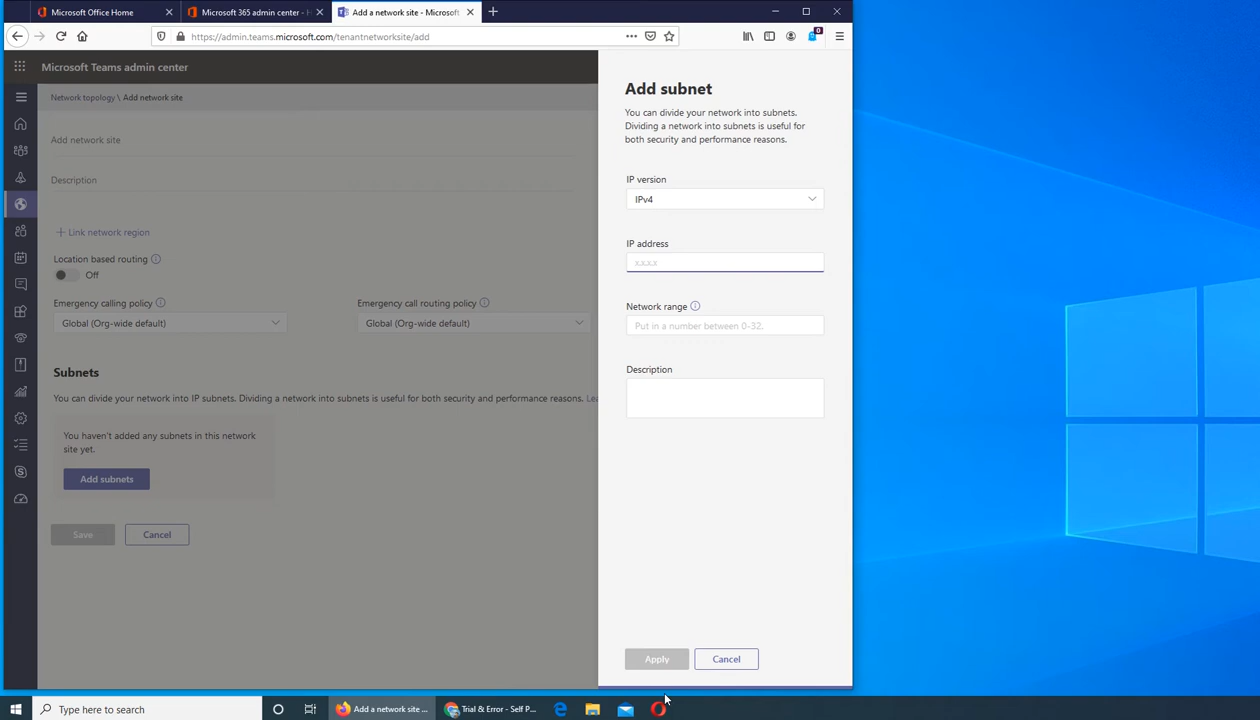 Microsoft Office Home
Microsoft 365 admin center - H
Add a network site - Microsoft
https://admin.teams.microsoft.com/tenantnetworksite/add
0
Microsoft Teams admin center
Network topology \ Add network site
Add network site
Description
+ Link network region
Location based routing
Off
Emergency calling policy
Emergency call routing policy
Global (Org-wide default)
Global (Org-wide default)
Subnets
You can divide your network into IP subnets. Dividing a network into subnets is useful for both security and performance reasons. Lea
You haven't added any subnets in this network
site yet.
Add subnets
Save
Cancel
Add subnet
You can divide your network into subnets.
Dividing a network into subnets is useful for
both security and performance reasons.
IP version
IPv4
IP address
x.x.x.x
Network range
Put in a number between 0-32.
Description
Apply
Cancel
Type here to search
Add a network site ...
Trial & Error - Self P...